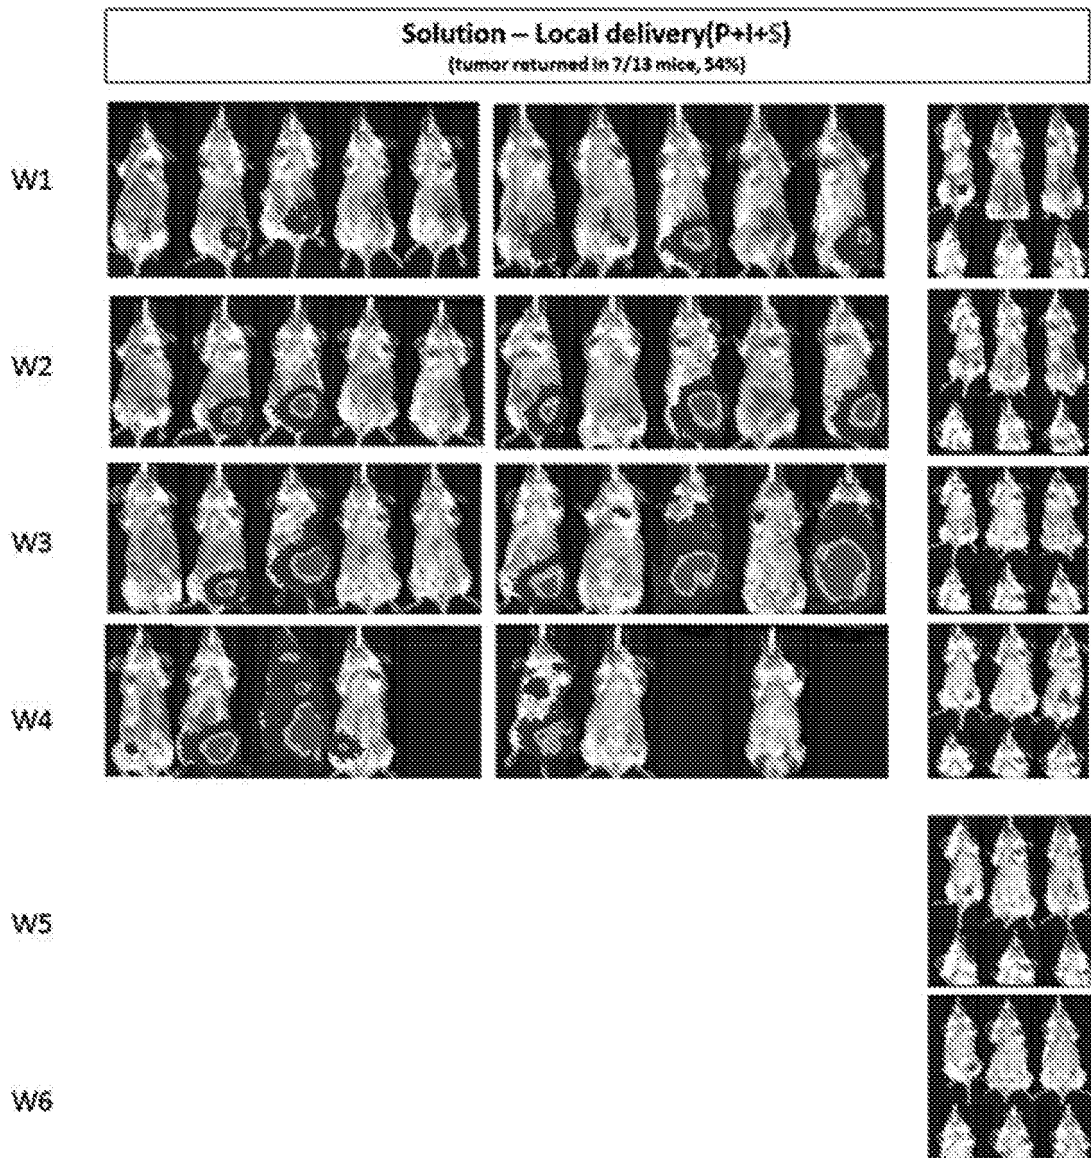 Solution – Local delivery(P+I+S)
(tumor returned in 7/13 mice, 54%)
W1
W2
W3
W4
W5
W6